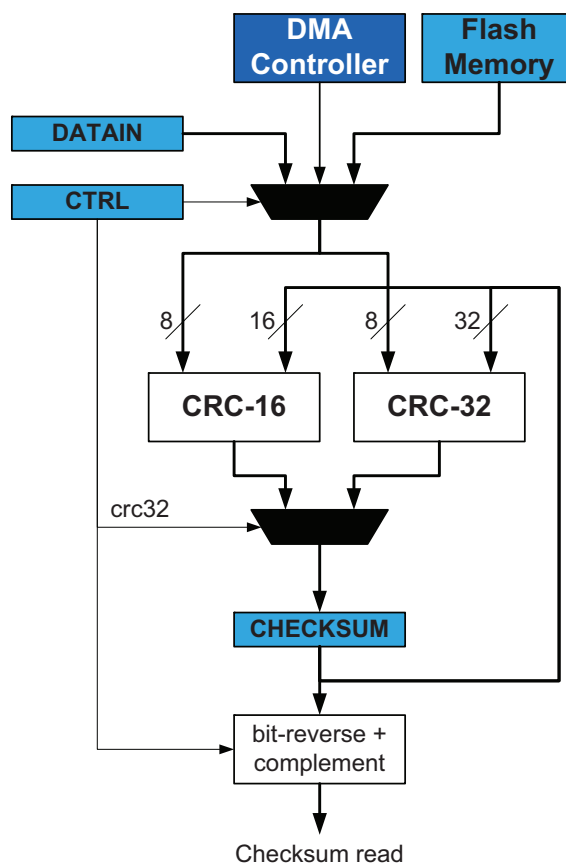 DMA
Controller
Flash
Memory
DATAIN
CTRL
8
16
8
32
CRC-16
CRC-32
crc32
CHECKSUM
bit-reverse +
complement
Checksum read